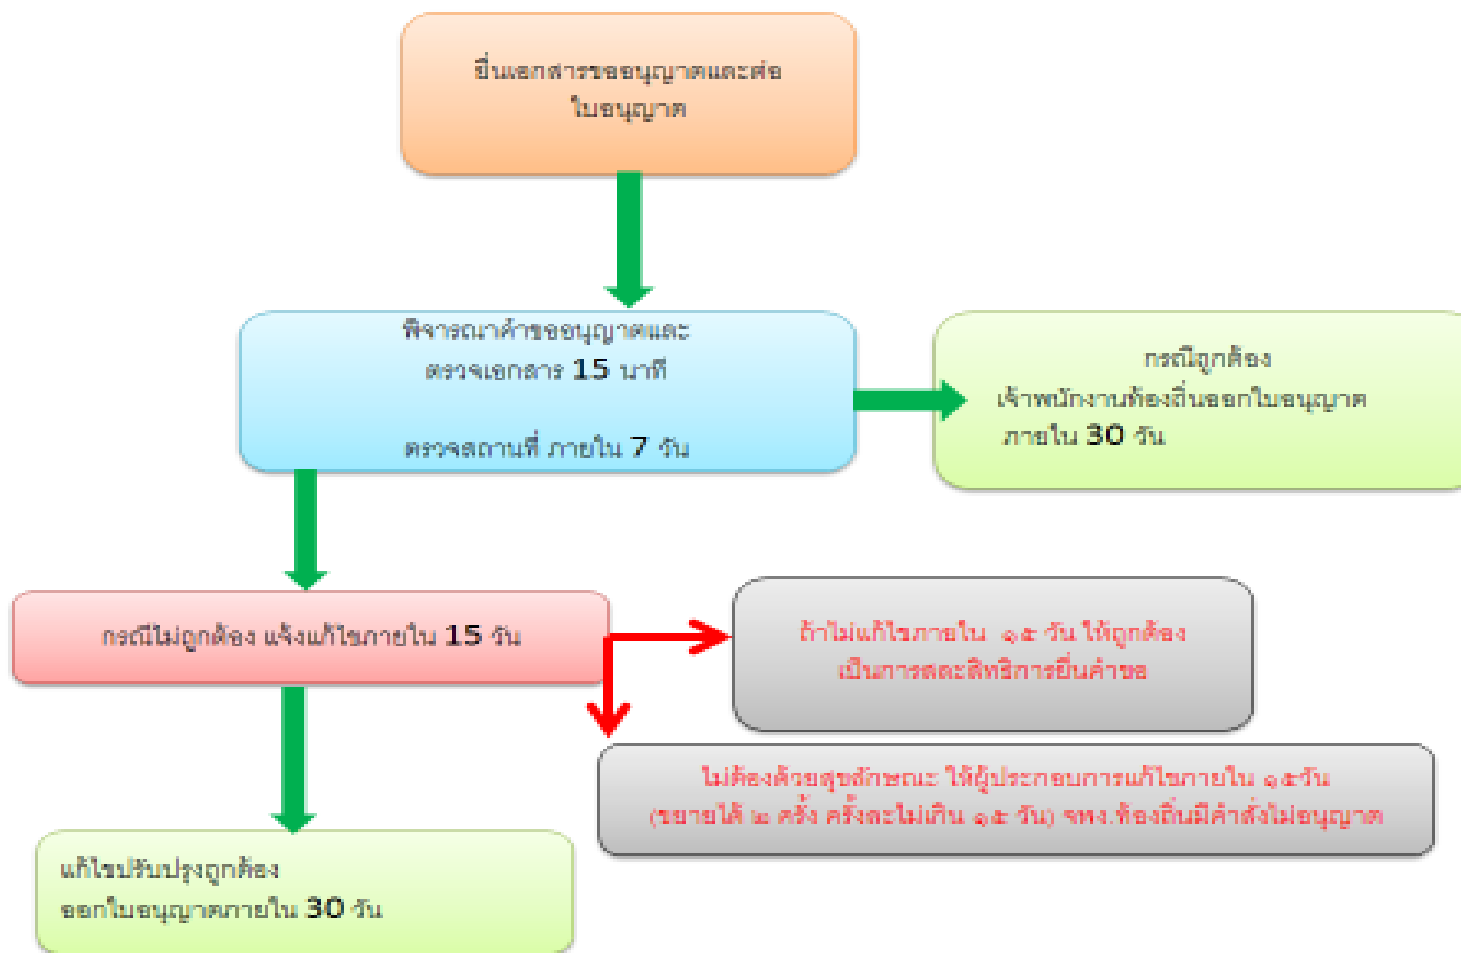 ยื่นเอกสารขออนุญาตและต่อ
ใบอนุญาต
พิจารณาคำขออนุญาตและ
ตรวจเอกสาร 15 นาที
ตรวจสถานที่ ภายใน 7 วัน
กรณีถูกต้อง
เจ้าพนักงานท้องถิ่นออกใบอนุญาต
ภายใน 30 วัน
กรณีไม่ถูกต้อง แจ้งแก้ไขภายใน 15 วัน
ถ้าไม่แก้ไขภายใน ๑๕ วัน ให้ถูกต้อง
เป็นการสละสิทธิการยื่นคำขอ
ไม่ต้องด้วยสุขลักษณะ ให้ผู้ประกอบการแก้ไขภายใน ๑๕วัน
(ขยายได้ ๒ ครั้ง ครั้งละไม่เกิน ๑๕ วัน) จพง.ท้องถิ่นมีคำสั่งไม่อนุญาต
แก้ไขปรับปรุงถูกต้อง
ออกใบอนุญาตภายใน 30 วัน